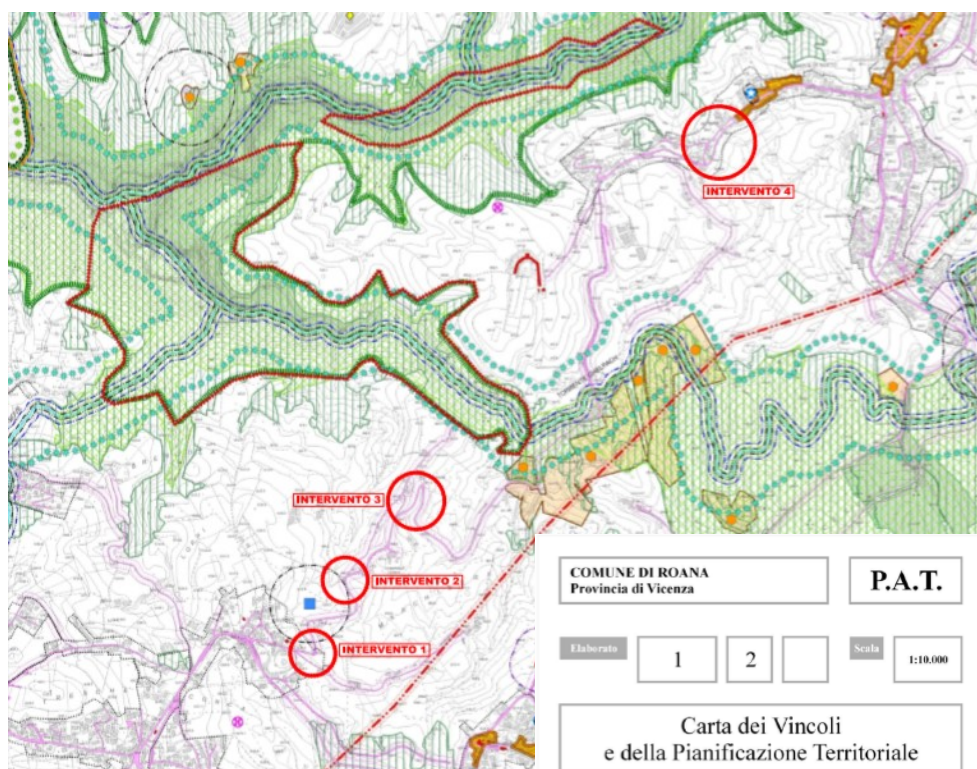 INTERVENTO 4
INTERVENTO 3
INTERVENTO 2
INTERVENTO 1
COMUNE DI ROANA
Provincia di Vicenza
P.A.T.
Elaborato
1
2
Scala
1:10.000
Carta dei Vincoli
e della Pianificazione Territoriale